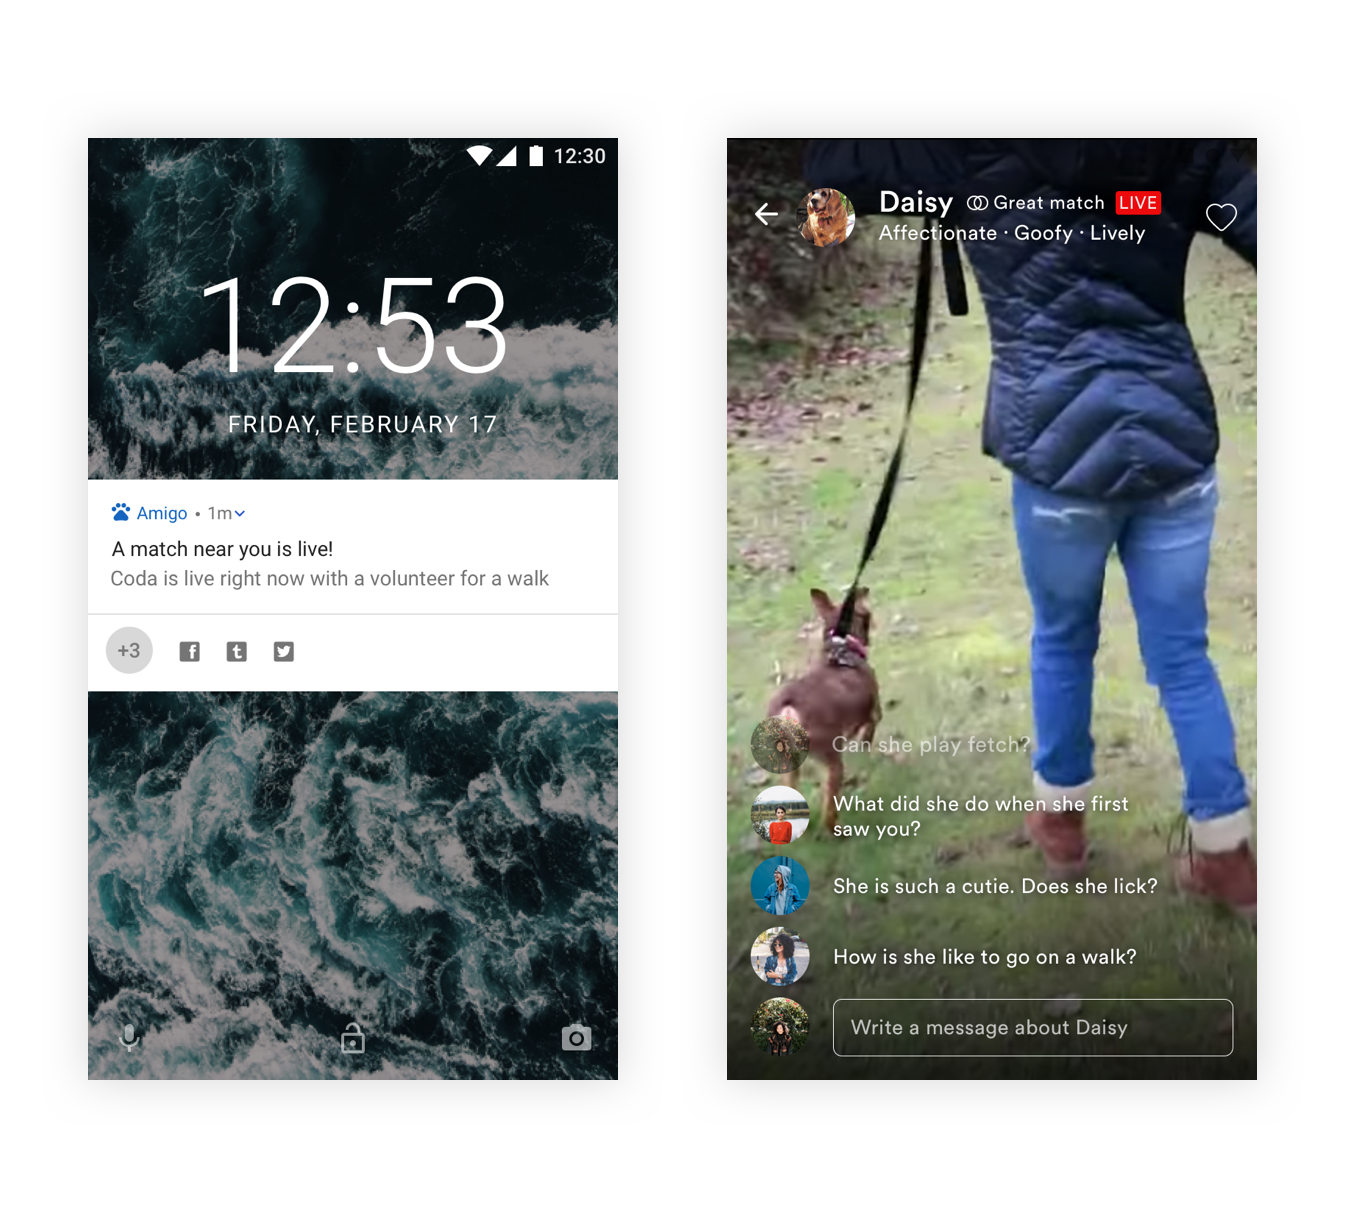 12:30
12:53
FRIDAY, FEBRUARY 17
Amigo • 1m
A match near you is live!
Coda is live right now with a volunteer for a walk
+3
Daisy Great match LIVE
Affectionate · Goofy · Lively
Can she play fetch?
What did she do when she first
saw you?
She is such a cutie. Does she lick?
How is she like to go on a walk?
Write a message about Daisy